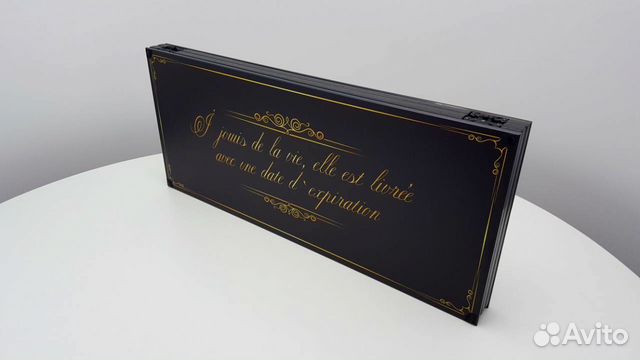 I jouis de la vie, elle est livrée
avec une date d`expiration
Avito